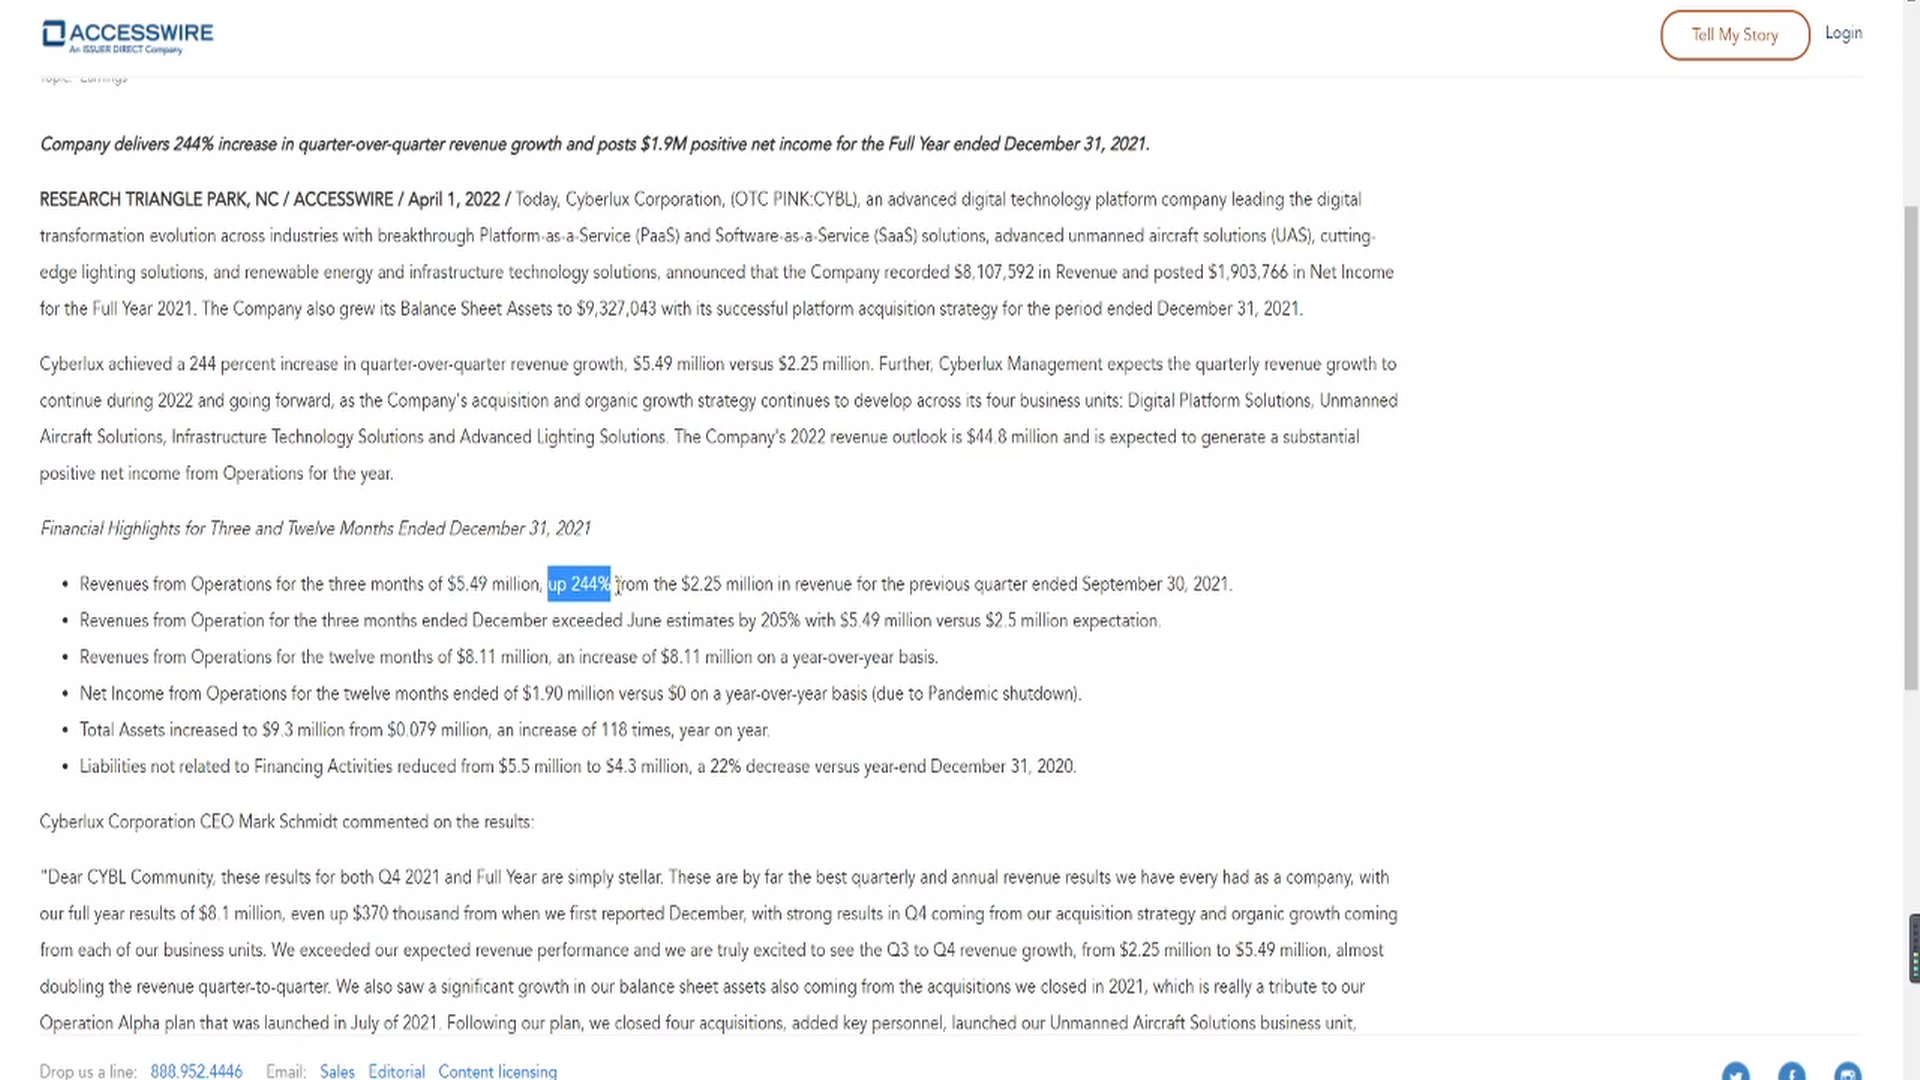 ACCESSWIRE
An ISSUER DIRECT Company
Tell My Story
Login
Topic: Earnings
Company delivers 244% increase in quarter-over-quarter revenue growth and posts $1.9M positive net income for the Full Year ended December 31, 2021.
RESEARCH TRIANGLE PARK, NC / ACCESSWIRE / April 1, 2022 / Today, Cyberlux Corporation, (OTC PINK:CYBL), an advanced digital technology platform company leading the digital
transformation evolution across industries with breakthrough Platform-as-a-Service (PaaS) and Software-as-a-Service (SaaS) solutions, advanced unmanned aircraft solutions (UAS), cutting-
edge lighting solutions, and renewable energy and infrastructure technology solutions, announced that the Company recorded $8,107,592 in Revenue and posted $1,903,766 in Net Income
for the Full Year 2021. The Company also grew its Balance Sheet Assets to $9,327,043 with its successful platform acquisition strategy for the period ended December 31, 2021.
Cyberlux achieved a 244 percent increase in quarter-over-quarter revenue growth, $5.49 million versus $2.25 million. Further, Cyberlux Management expects the quarterly revenue growth to
continue during 2022 and going forward, as the Company's acquisition and organic growth strategy continues to develop across its four business units: Digital Platform Solutions, Unmanned
Aircraft Solutions, Infrastructure Technology Solutions and Advanced Lighting Solutions. The Company's 2022 revenue outlook is $44.8 million and is expected to generate a substantial
positive net income from Operations for the year.
Financial Highlights for Three and Twelve Months Ended December 31, 2021
• Revenues from Operations for the three months of $5.49 million, up 244% from the $2.25 million in revenue for the previous quarter ended September 30, 2021.
• Revenues from Operation for the three months ended December exceeded June estimates by 205% with $5.49 million versus $2.5 million expectation.
• Revenues from Operations for the twelve months of $8.11 million, an increase of $8.11 million on a year-over-year basis.
• Net Income from Operations for the twelve months ended of $1.90 million versus $0 on a year-over-year basis (due to Pandemic shutdown).
• Total Assets increased to $9.3 million from $0.079 million, an increase of 118 times, year on year.
• Liabilities not related to Financing Activities reduced from $5.5 million to $4.3 million, a 22% decrease versus year-end December 31, 2020.
Cyberlux Corporation CEO Mark Schmidt commented on the results:
"Dear CYBL Community, these results for both Q4 2021 and Full Year are simply stellar. These are by far the best quarterly and annual revenue results we have every had as a company, with
our full year results of $8.1 million, even up $370 thousand from when we first reported December, with strong results in Q4 coming from our acquisition strategy and organic growth coming
from each of our business units. We exceeded our expected revenue performance and we are truly excited to see the Q3 to Q4 revenue growth, from $2.25 million to $5.49 million, almost
doubling the revenue quarter-to-quarter. We also saw a significant growth in our balance sheet assets also coming from the acquisitions we closed in 2021, which is really a tribute to our
Operation Alpha plan that was launched in July of 2021. Following our plan, we closed four acquisitions, added key personnel, launched our Unmanned Aircraft Solutions business unit,
Drop us a line: 888.952.4446 Email: Sales Editorial Content licensing